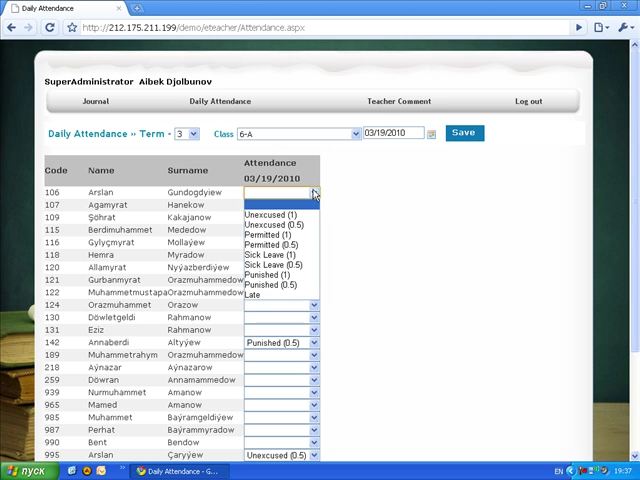 Daily Attendance
http://212.175.211.199/demo/eteacher/Attendance.aspx
SuperAdministrator Aibek Djolbunov
Journal Daily Attendance Teacher Comment Log out
Daily Attendance » Term - 3 Class 6-A 03/19/2010 Save
Code Name Surname Attendance 03/19/2010
106 Arslan Gundogdyiew
107 Agamyrat Hanekow
109 Şöhrat Kakajanow Unexcused (1)
115 Berdimuhammet Mededow Unexcused (0.5)
Permitted (1)
116 Gylyçmyrat Mollaýew Permitted (0.5)
118 Hemra Myradow Sick Leave (1)
120 Allamyrat Nyýazberdiýew Sick Leave (0.5)
121 Gurbanmyrat Orazmuhammedow Punished (1)
Punished (0.5)
122 Muhammetmustapa Orazmuhammedow Late
124 Orazmuhammet Orazow
130 Döwletgeldi Rahmanow
131 Eziz Rahmanow
142 Annaberdi Altyýew Punished (0.5)
189 Muhammetrahym Orazmuhammedow
218 Aýnazar Aýnazarow
259 Döwran Annamammedow
939 Nurmuhammet Amanow
965 Mamed Amanow
985 Muhammet Baýramgeldiýew
987 Perhat Baýrammyradow
990 Bent Bendow
995 Arslan Çaryýew Unexcused (0.5)
пуск Daily Attendance - G... EN 19:37